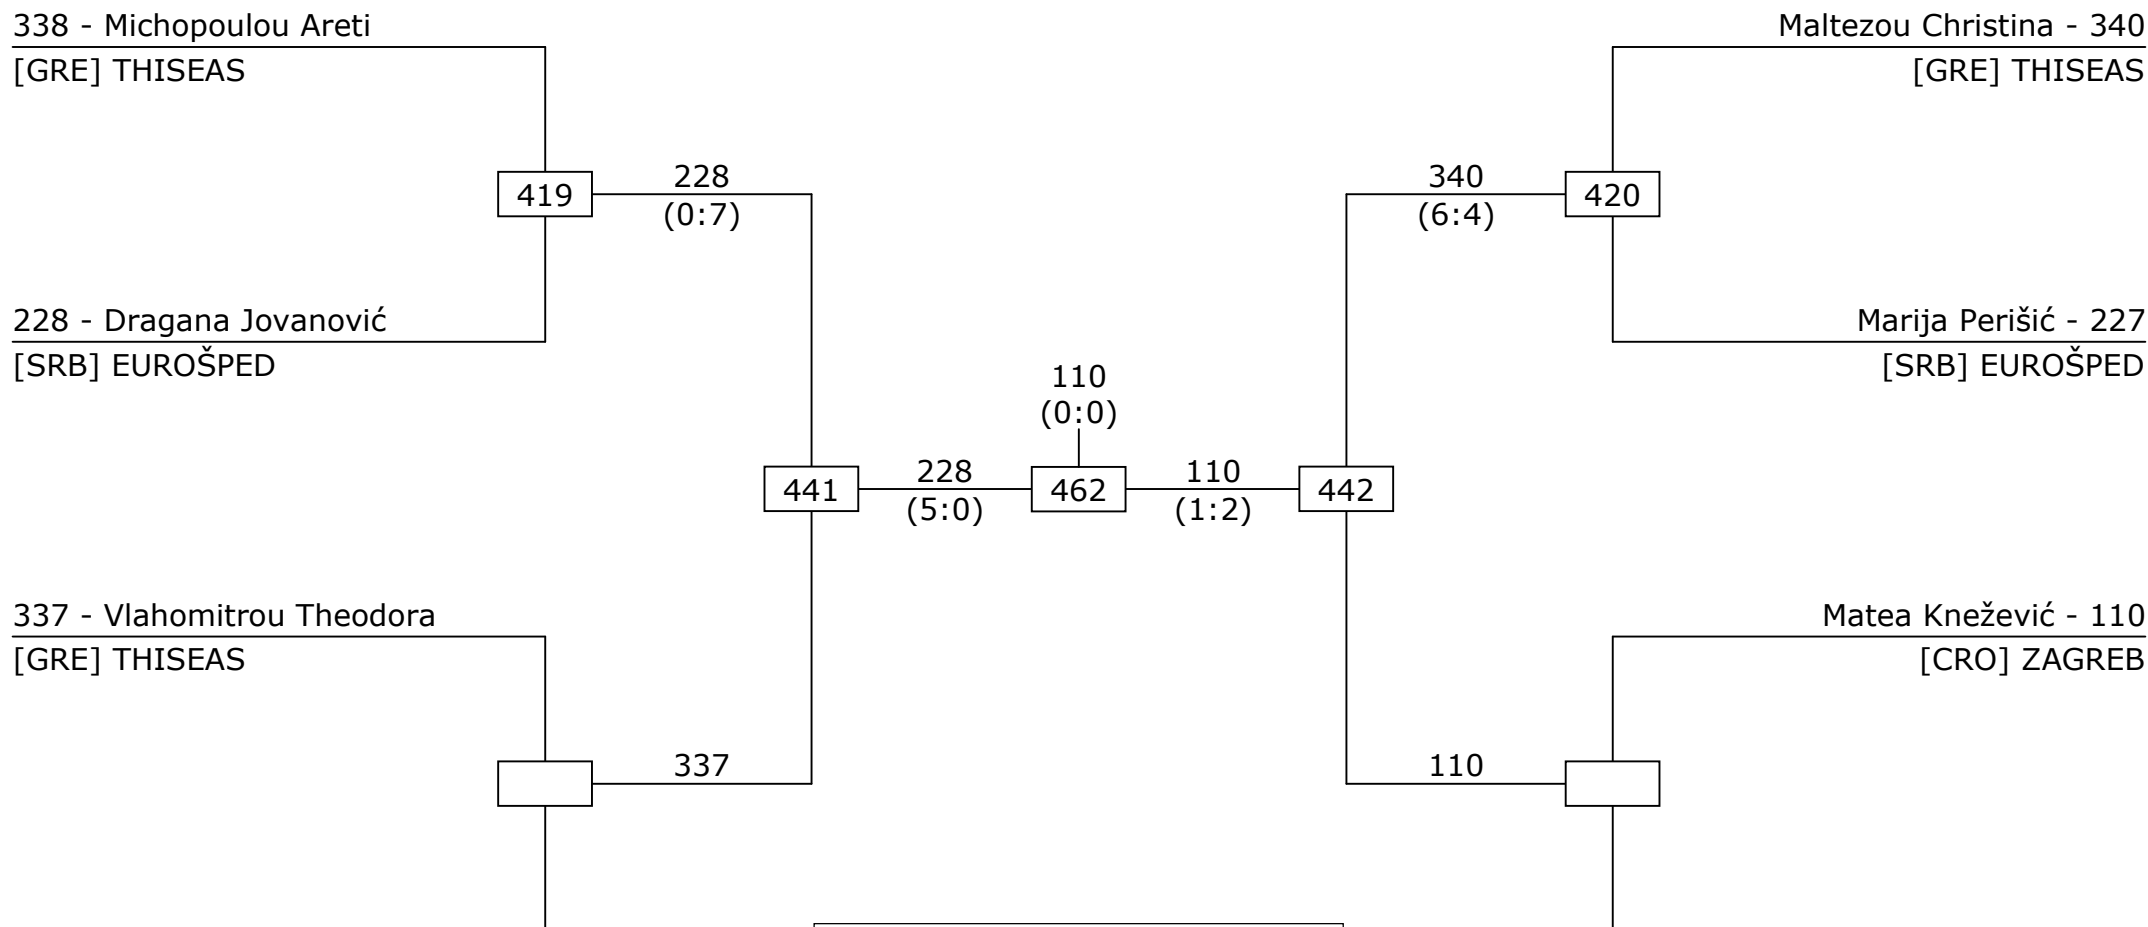 338 - Michopoulou Areti
[GRE] THISEAS
Maltezou Christina - 340
[GRE] THISEAS
419
228
(0:7)
340
(6:4)
420
228 - Dragana Jovanović
[SRB] EUROŠPED
Marija Perišić - 227
[SRB] EUROŠPED
110
(0:0)
441
228
(5:0)
462
110
(1:2)
442
337 - Vlahomitrou Theodora
[GRE] THISEAS
Matea Knežević - 110
[CRO] ZAGREB
337
110